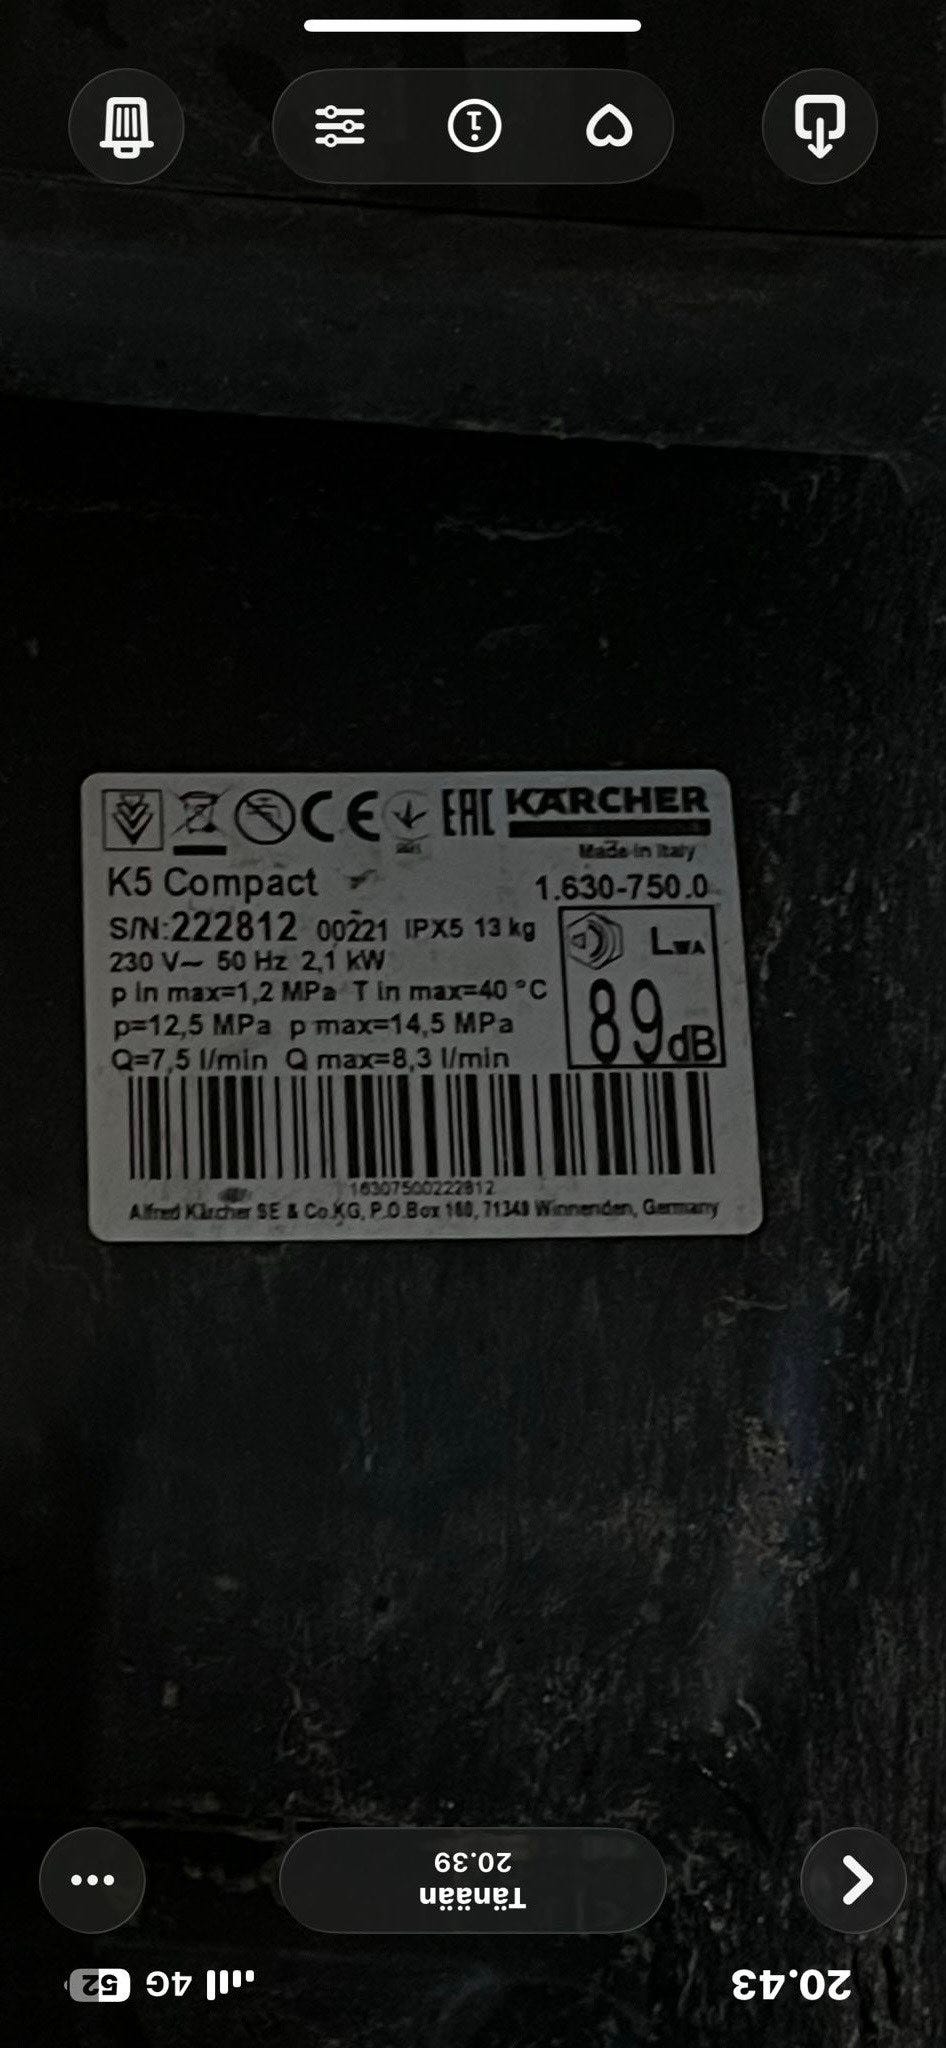 KÄRCHER
Made in Italy
K5 Compact
1.630-750.0
S/N:222812 00221 IPX5 13 kg
230 V~ 50 Hz 2,1 kW
p in max=1,2 MPa T in max=40 °C
p=12,5 MPa p max=14,5 MPa
Q=7,5 l/min Q max=8,3 l/min
LWA
89dB
16307500222812
Alfred Kärcher SE & Co.KG, P.O.Box 160, 71349 Winnenden, Germany
Tänään
20.39
20.43
4G
52